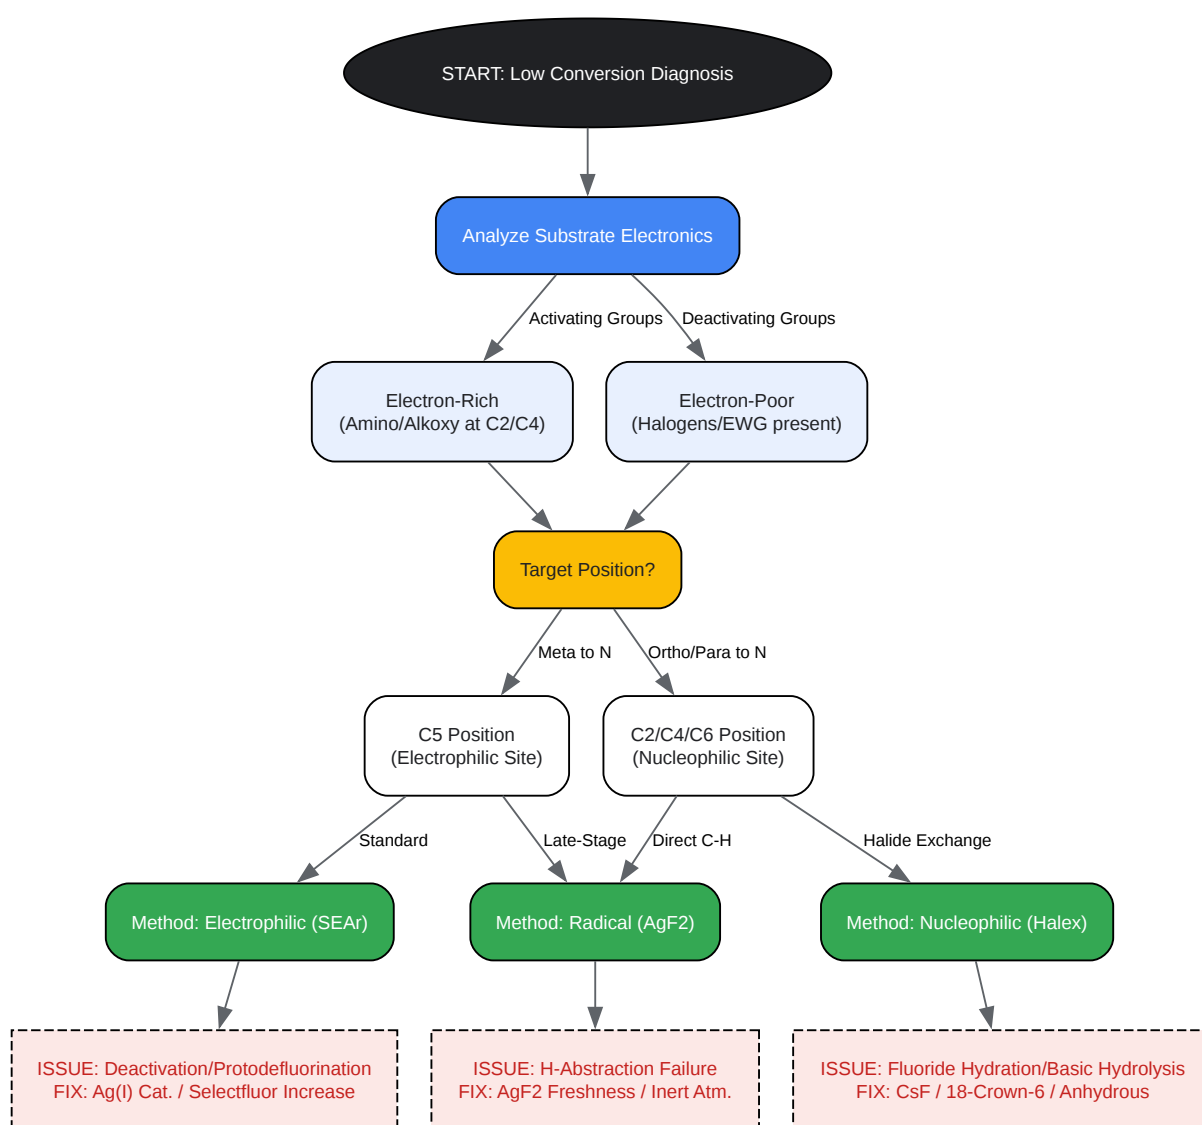 START: Low Conversion Diagnosis
Analyze Substrate Electronics
Activating Groups
Deactivating Groups
Electron-Rich
(Amino/Alkoxy at C2/C4)
Electron-Poor
(Halogens/EWG present)
Target Position?
Meta to N
Ortho/Para to N
C5 Position
(Electrophilic Site)
C2/C4/C6 Position
(Nucleophilic Site)
Standard
Late-Stage
Direct C-H
Halide Exchange
Method: Electrophilic (SEAr)
Method: Radical (AgF2)
Method: Nucleophilic (Halex)
ISSUE: Deactivation/Protodefluorination
FIX: Ag(I) Cat. / Selectfluor Increase
ISSUE: H-Abstraction Failure
FIX: AgF2 Freshness / Inert Atm.
ISSUE: Fluoride Hydration/Basic Hydrolysis
FIX: CsF / 18-Crown-6 / Anhydrous